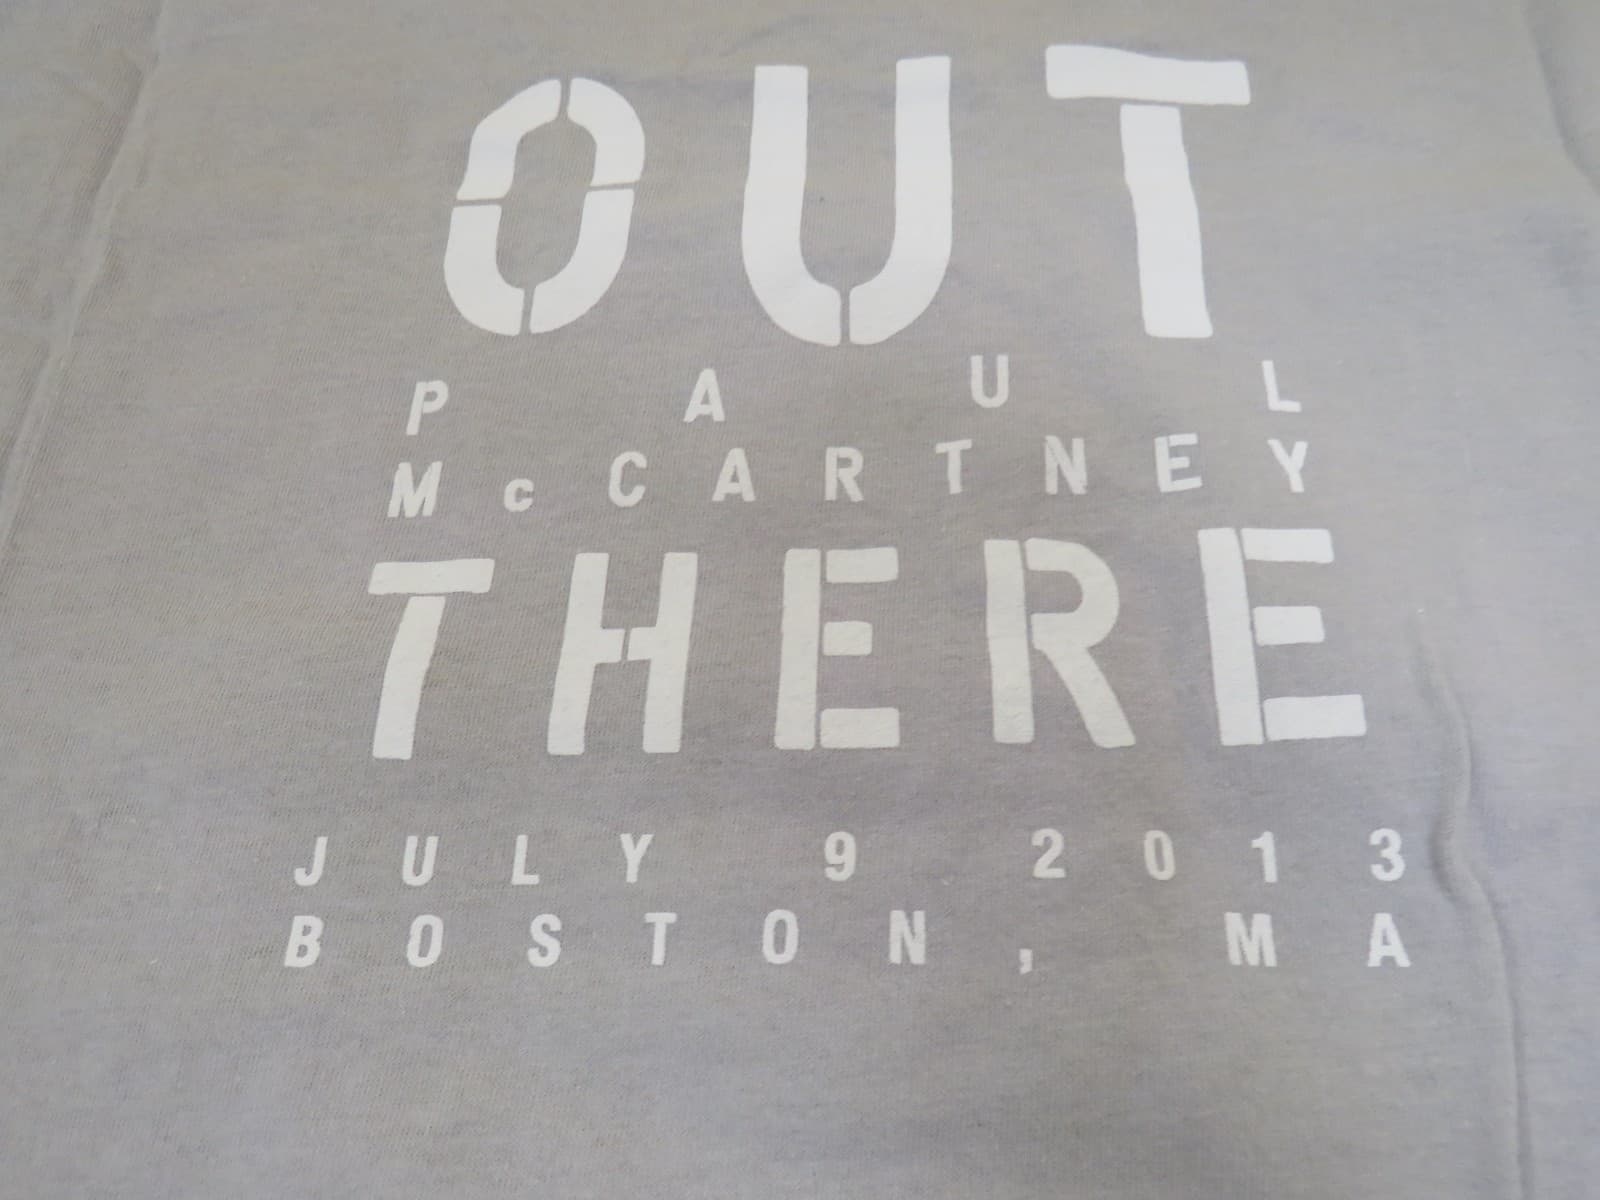 OUT
PAUL
McCARTNEY
THERE
JULY 9 2013
BOSTON, MA